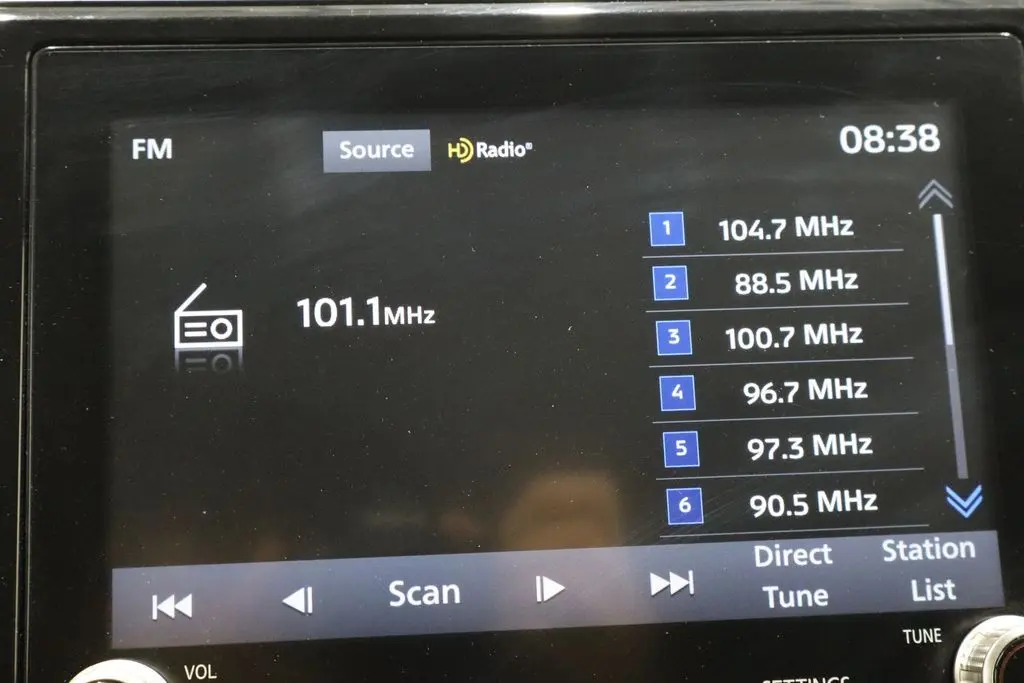 FM
Source
HD Radio®
08:38
101.1MHz
1 104.7 MHz
2 88.5 MHz
3 100.7 MHz
4 96.7 MHz
5 97.3 MHz
6 90.5 MHz
Scan
Direct
Tune
Station
List
VOL
SETTINGS
TUNE